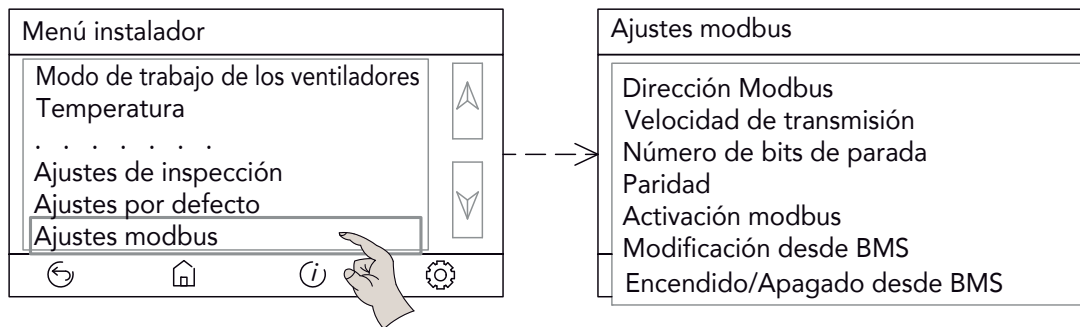 Menú instalador
Modo de trabajo de los ventiladores
Temperatura
. . . . . . .
Ajustes de inspección
Ajustes por defecto
Ajustes modbus
i
Ajustes modbus
Dirección Modbus
Velocidad de transmisión
Número de bits de parada
Paridad
Activación modbus
Modificación desde BMS
Encendido/Apagado desde BMS